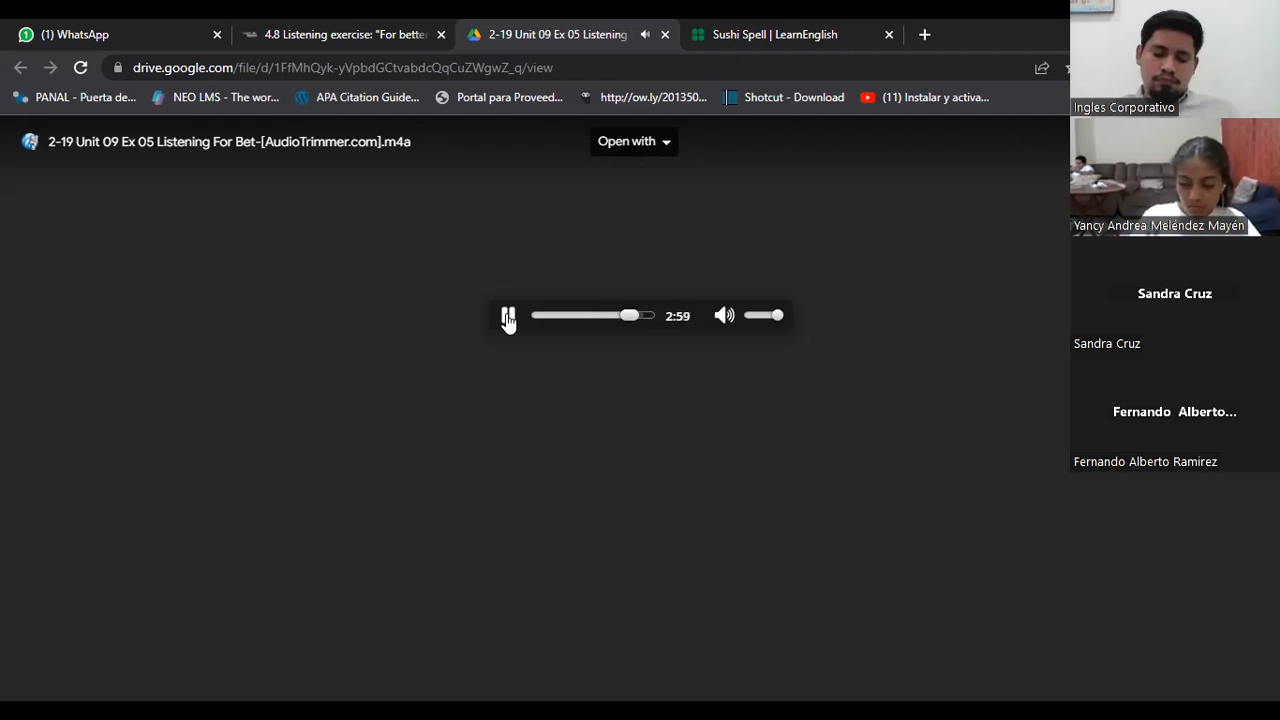 (1) WhatsApp
4.8 Listening exercise: "For bette
2-19 Unit 09 Ex 05 Listening
Sushi Spell | LearnEnglish
drive.google.com/file/d/1FfMhQyk-yVpbdGCtvabdcQqCuZWgwZ_q/view
PANAL - Puerta de...
NEO LMS - The wor...
APA Citation Guide...
Portal para Proveed...
http://ow.ly/201350...
Shotcut - Download
(11) Instalar y activa...
2-19 Unit 09 Ex 05 Listening For Bet-[AudioTrimmer.com].m4a
Open with
2:59
Ingles Corporativo
Yancy Andrea Meléndez Mayén
Sandra Cruz
Sandra Cruz
Fernando Alberto...
Fernando Alberto Ramirez